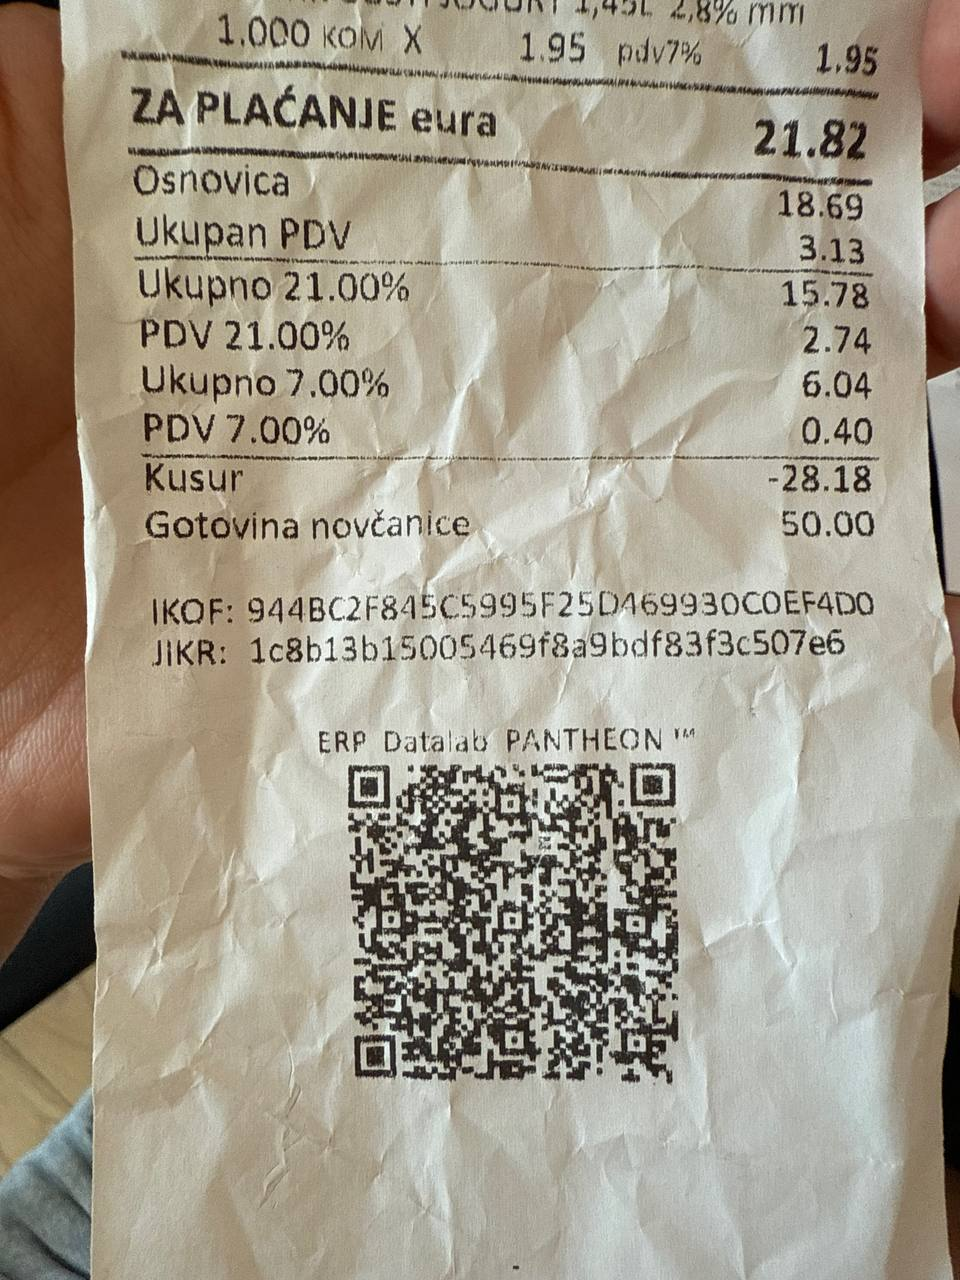 JOGURT 1,45L 2,8% mm
1.000 KOM X 1.95 pdv7% 1.95
ZA PLAĆANJE eura 21.82
Osnovica 18.69
Ukupan PDV 3.13
Ukupno 21.00% 15.78
PDV 21.00% 2.74
Ukupno 7.00% 6.04
PDV 7.00% 0.40
Kusur -28.18
Gotovina novčanice 50.00
IKOF: 944BC2F845C5995F25D469930C0EF4D0
JIKR: 1c8b13b15005469f8a9bdf83f3c507e6
ERP Datalab PANTHEON ™